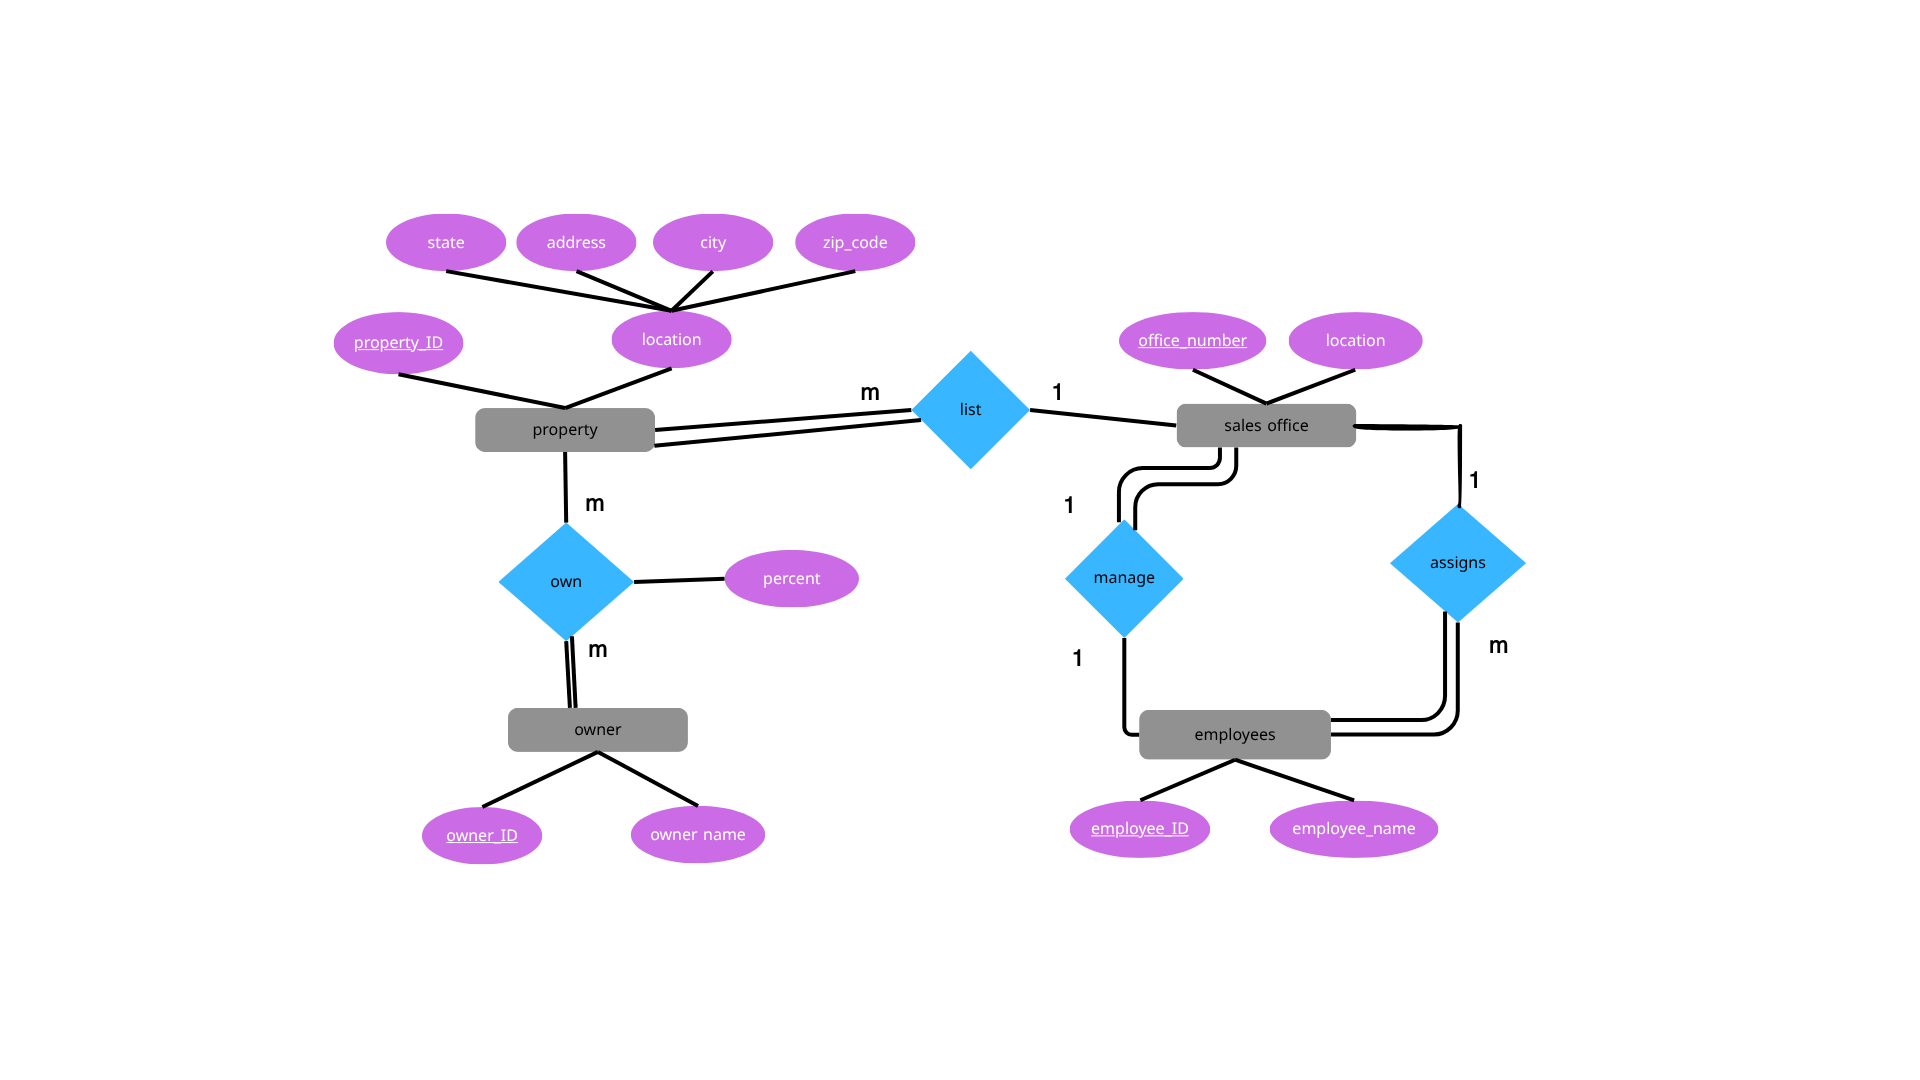 state
address
city
zip_code
property_ID
location
office_number
location
m
list
1
property
sales office
m
1
1
own
percent
manage
assigns
m
1
m
owner
employees
owner_ID
owner name
employee_ID
employee_name